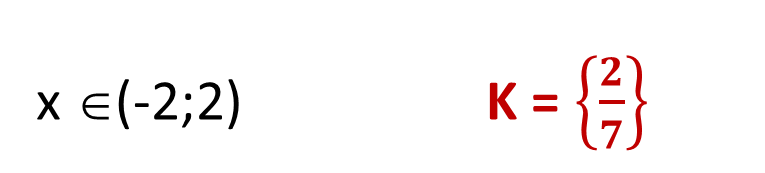 x ∈(-2;2)
K = {2/7}